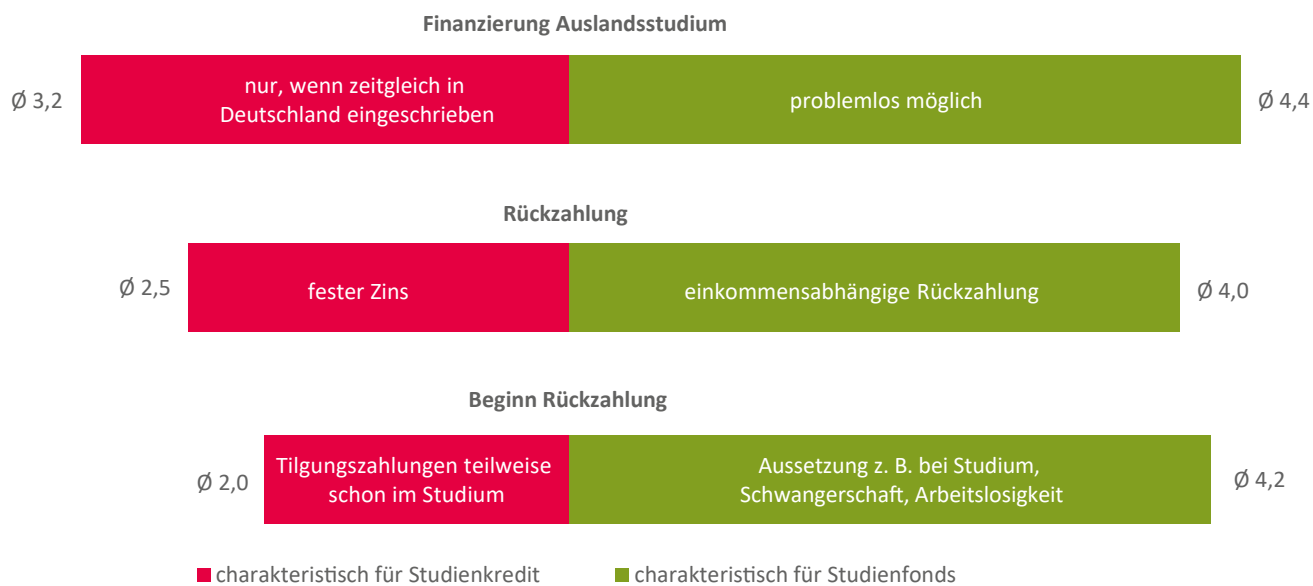 Finanzierung Auslandsstudium
Ø 3,2
nur, wenn zeitgleich in
Deutschland eingeschrieben
problemlos möglich
Ø 4,4
Rückzahlung
Ø 2,5
fester Zins
einkommensabhängige Rückzahlung
Ø 4,0
Beginn Rückzahlung
Ø 2,0
Tilgungszahlungen teilweise
schon im Studium
Aussetzung z. B. bei Studium,
Schwangerschaft, Arbeitslosigkeit
Ø 4,2
charakteristisch für Studienkredit
charakteristisch für Studienfonds